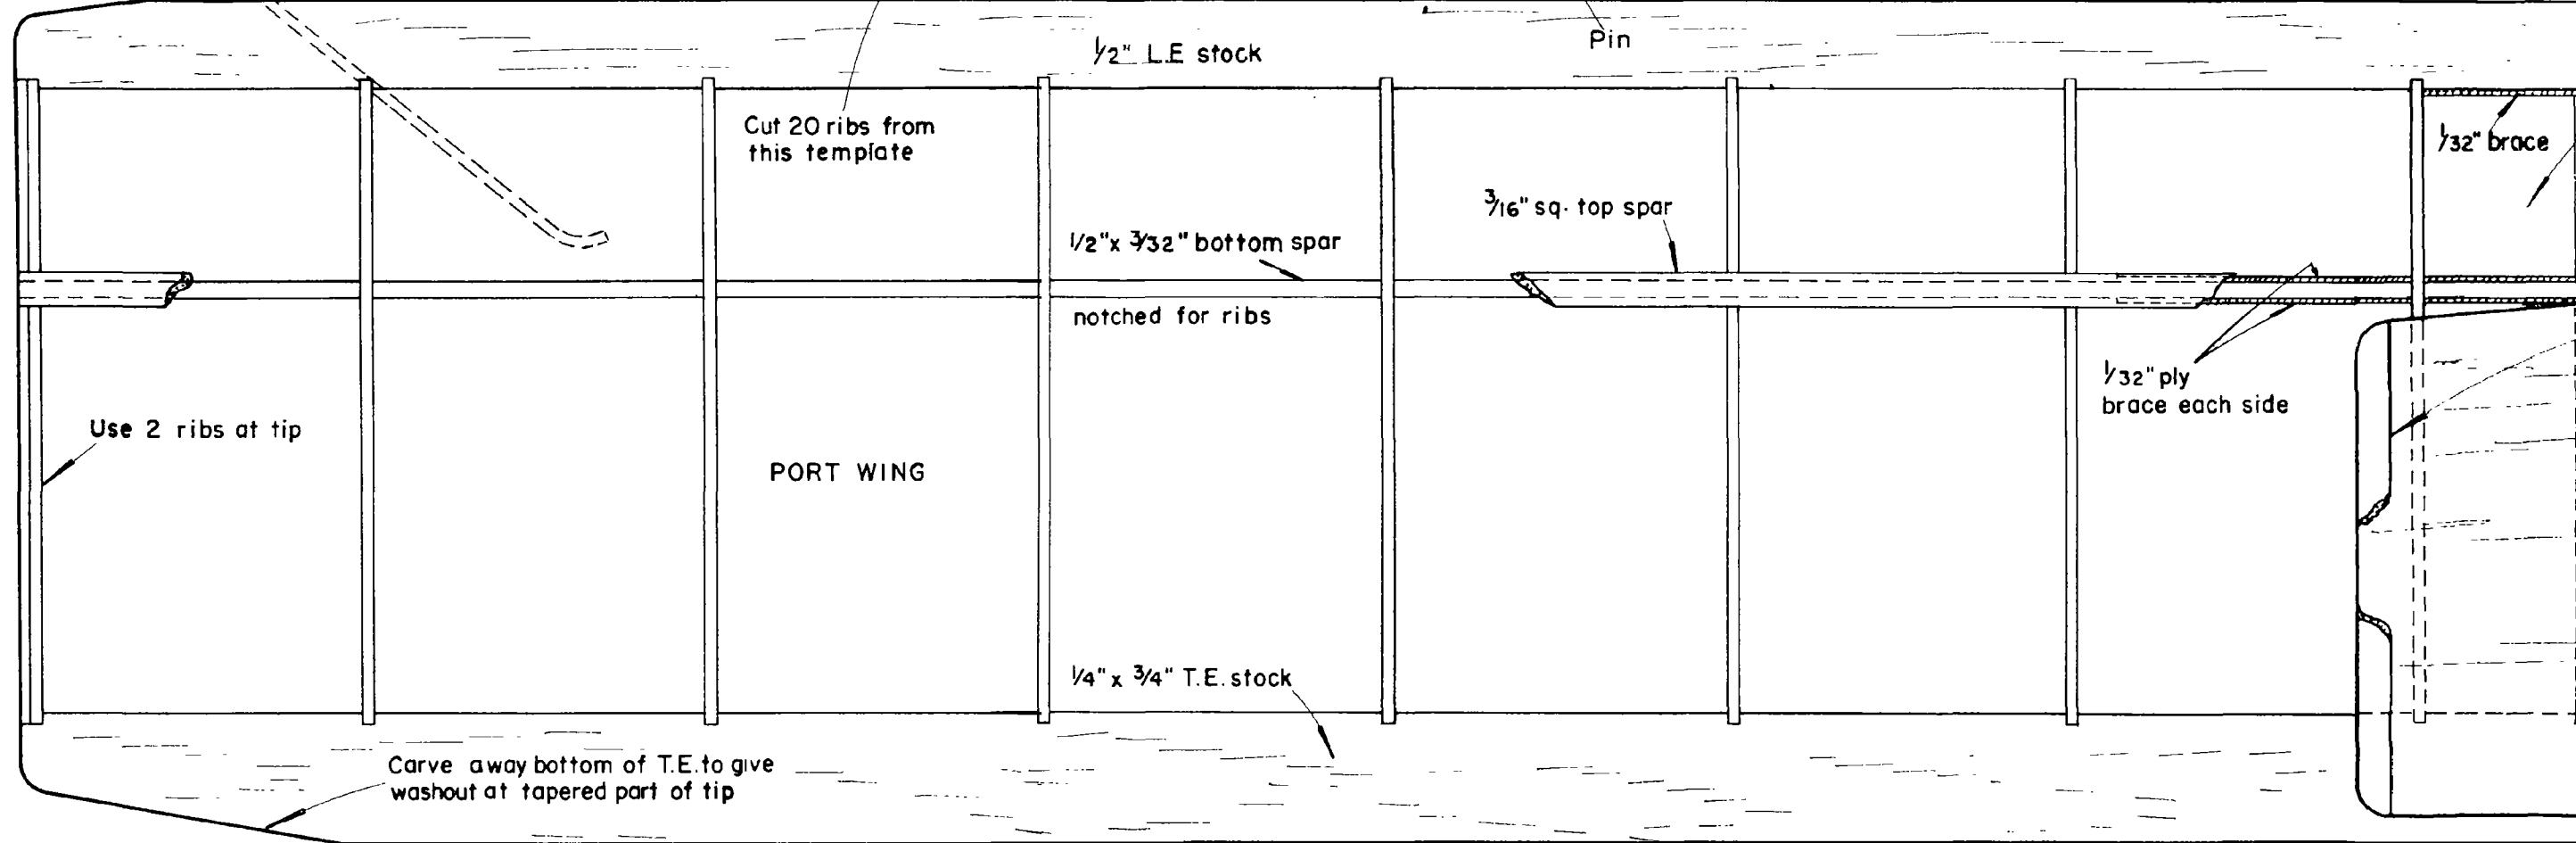 1/2" L.E stock
Pin
Cut 20 ribs from
this template
1/32" brace
3/16" sq. top spar
1/2" x 3/32" bottom spar
notched for ribs
1/32" ply
brace each side
Use 2 ribs at tip
PORT WING
1/4" x 3/4" T.E. stock
Carve away bottom of T.E. to give
washout at tapered part of tip